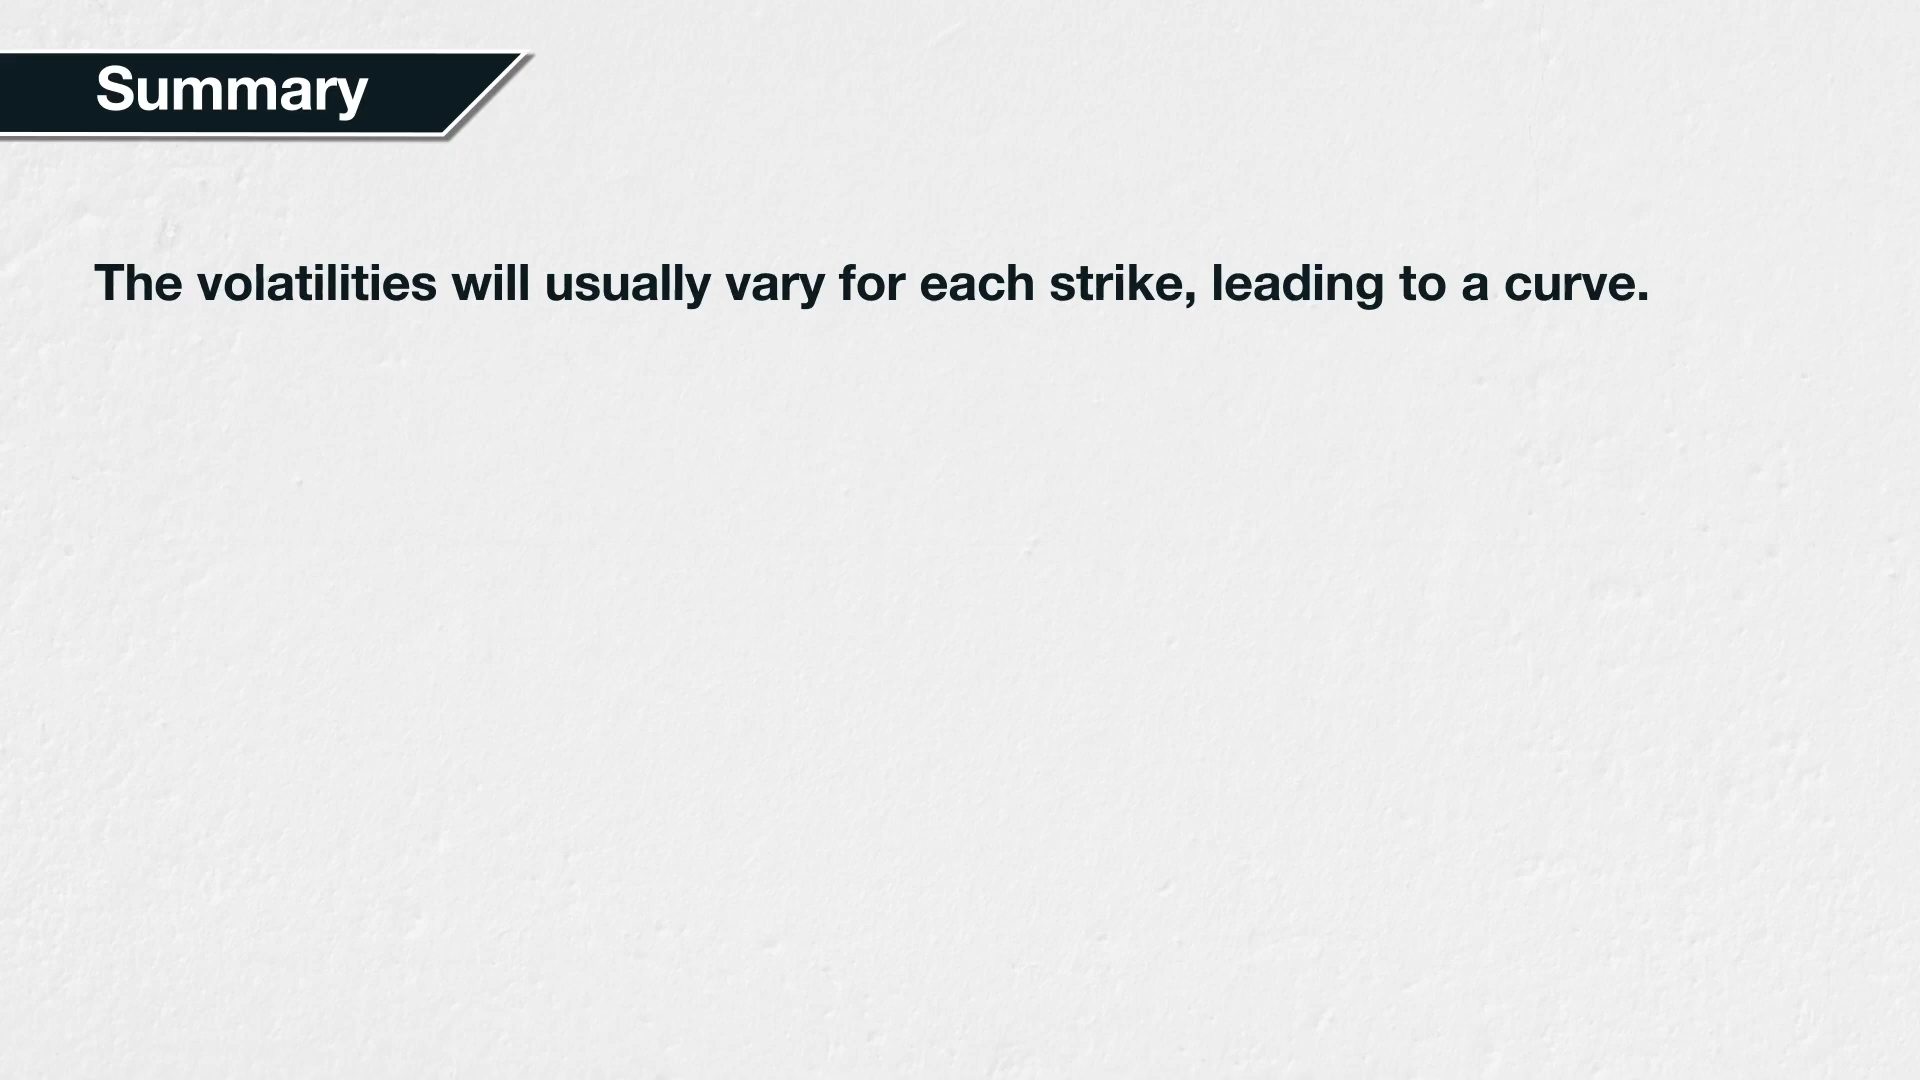 Summary
The volatilities will usually vary for each strike, leading to a curve.